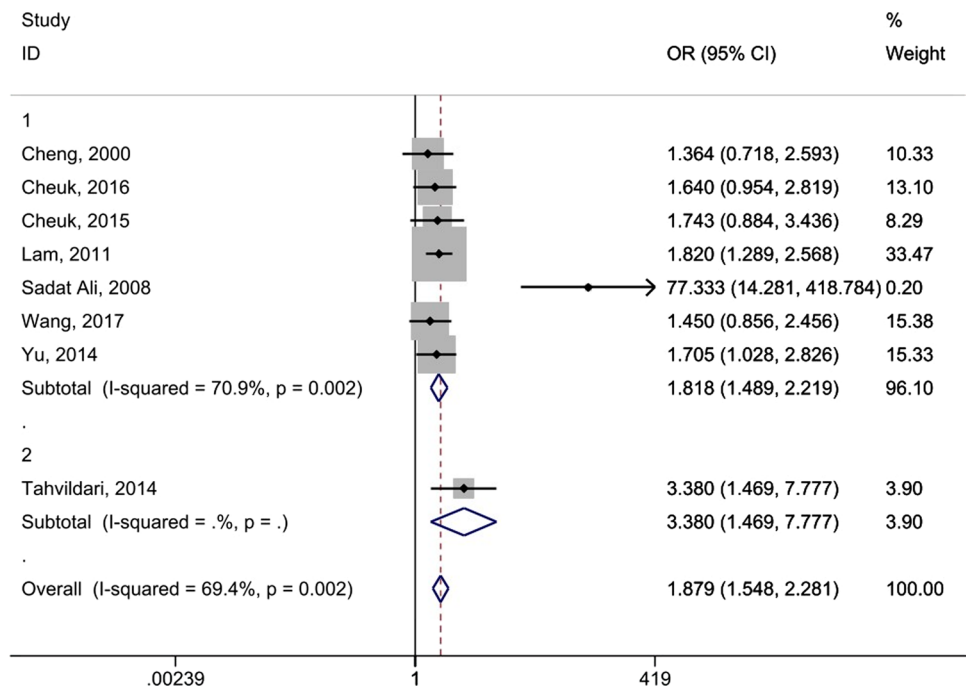 Study %
ID OR (95% CI) Weight
1
Cheng, 2000 1.364 (0.718, 2.593) 10.33
Cheuk, 2016 1.640 (0.954, 2.819) 13.10
Cheuk, 2015 1.743 (0.884, 3.436) 8.29
Lam, 2011 1.820 (1.289, 2.568) 33.47
Sadat Ali, 2008 77.333 (14.281, 418.784) 0.20
Wang, 2017 1.450 (0.856, 2.456) 15.38
Yu, 2014 1.705 (1.028, 2.826) 15.33
Subtotal (I-squared = 70.9%, p = 0.002) 1.818 (1.489, 2.219) 96.10
.
2
Tahvildari, 2014 3.380 (1.469, 7.777) 3.90
Subtotal (I-squared = .%, p = .) 3.380 (1.469, 7.777) 3.90
.
Overall (I-squared = 69.4%, p = 0.002) 1.879 (1.548, 2.281) 100.00
.00239 1 419